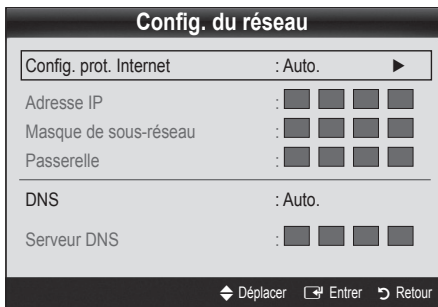 Config. du réseau
Config. prot. Internet : Auto. ►
Adresse IP :
Masque de sous-réseau :
Passerelle :
DNS : Auto.
Serveur DNS :
Déplacer Entrer Retour